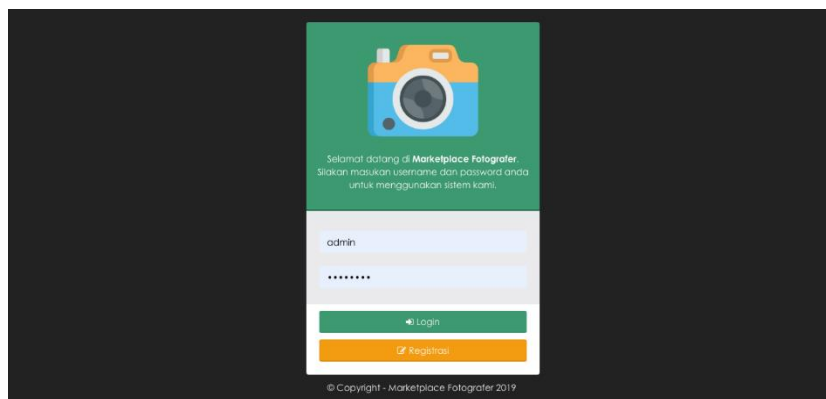 Selamat datang di Marketplace Fotografer.
Silakan masukan username dan password anda
untuk menggunakan sistem kami.
admin
••••••••
Login
Registrasi
© Copyright - Marketplace Fotografer 2019